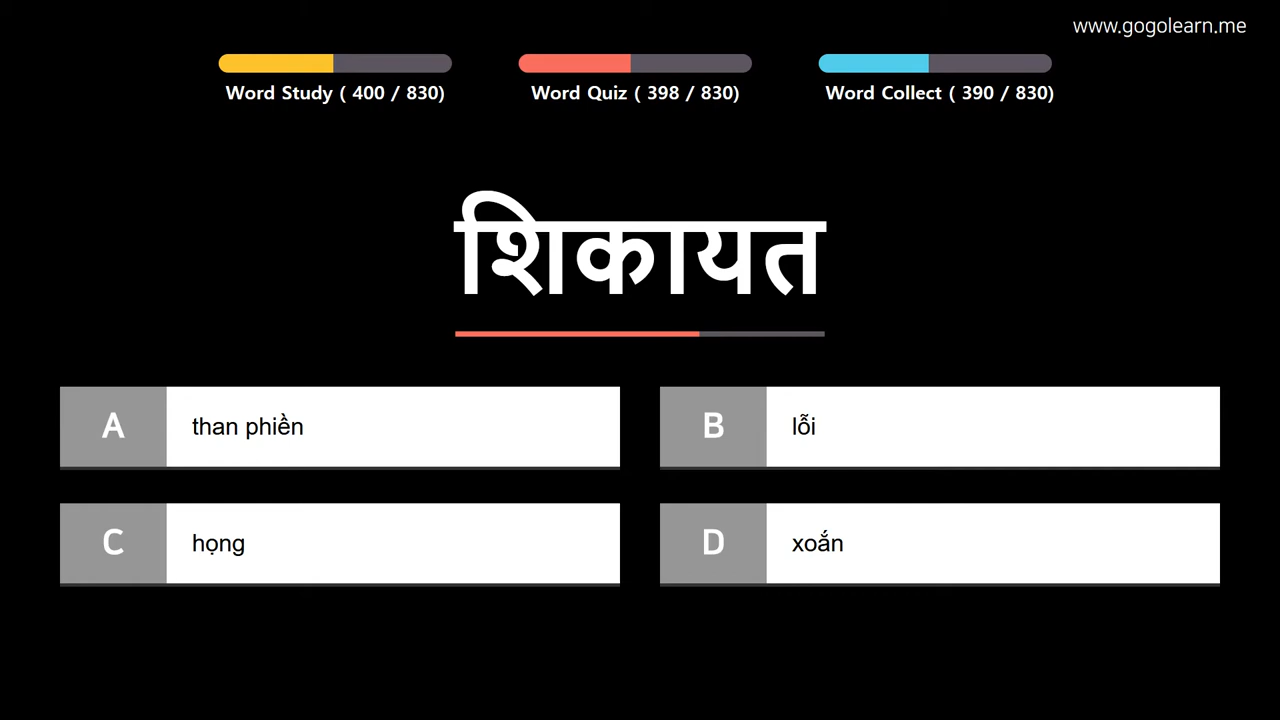 www.gogolearn.me
Word Study ( 400 / 830)
Word Quiz ( 398 / 830)
Word Collect ( 390 / 830)
शिकायत
A than phiền
B lỗi
C họng
D xoắn